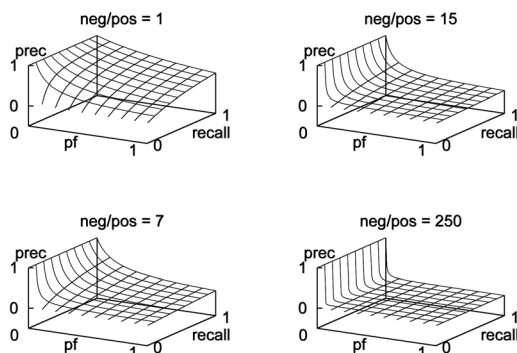 neg/pos = 1
prec
1
0
0
pf
1
0
recall
1
neg/pos = 15
prec
1
0
0
pf
1
0
recall
1
neg/pos = 7
prec
1
0
0
pf
1
0
recall
1
neg/pos = 250
prec
1
0
0
pf
1
0
recall
1